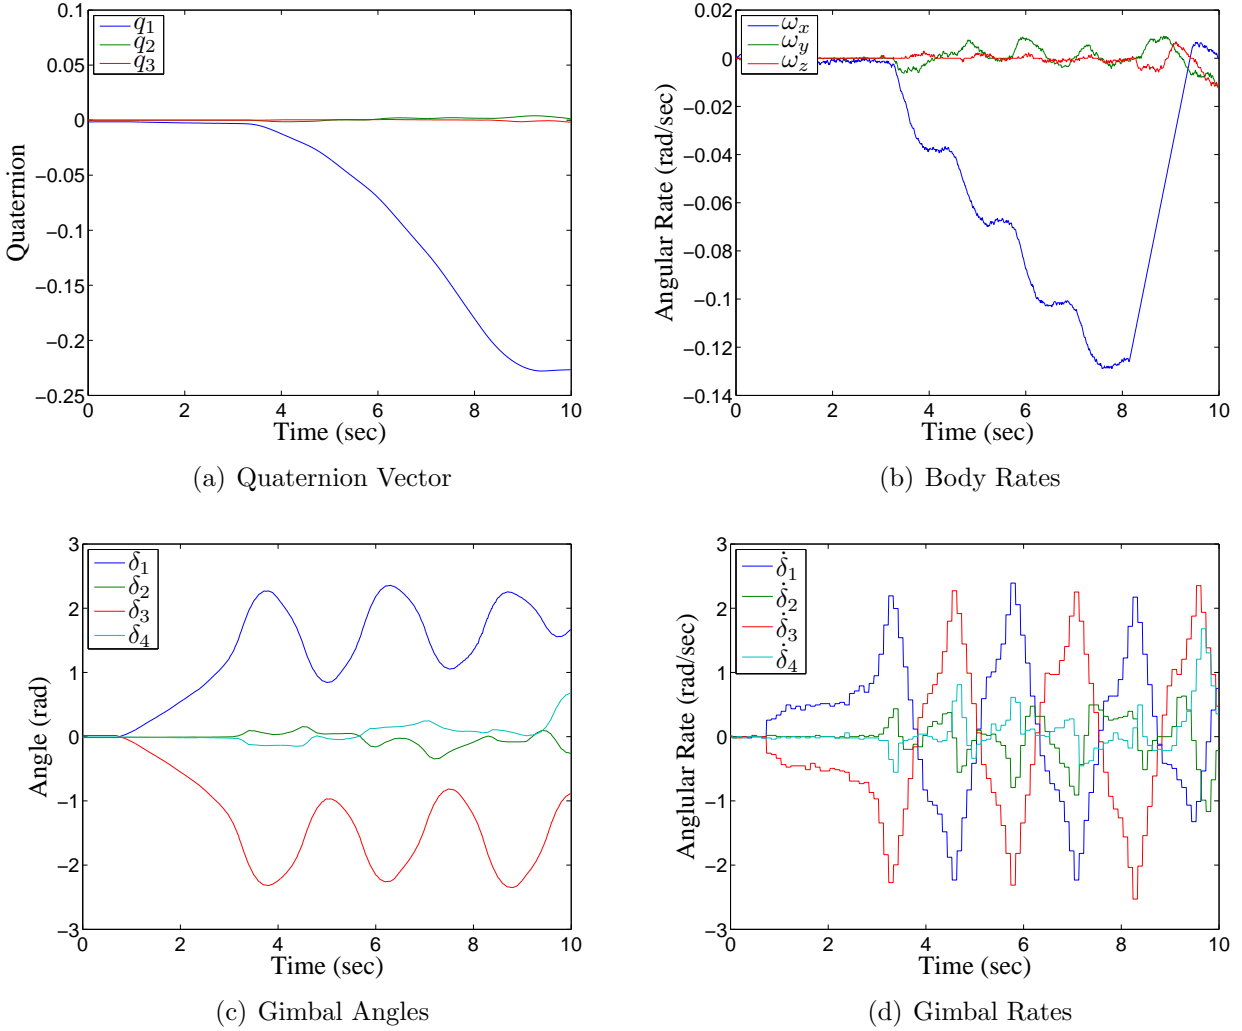 0.1
0.05
0
−0.05
−0.1
−0.15
−0.2
−0.25
Quaternion
q1
q2
q3
0 2 4 6 8 10
Time (sec)
(a) Quaternion Vector
0.02
0
−0.02
−0.04
−0.06
−0.08
−0.1
−0.12
−0.14
Angular Rate (rad/sec)
ωx
ωy
ωz
0 2 4 6 8 10
Time (sec)
(b) Body Rates
3
2
1
0
−1
−2
−3
Angle (rad)
δ1
δ2
δ3
δ4
0 2 4 6 8 10
Time (sec)
(c) Gimbal Angles
3
2
1
0
−1
−2
−3
Anglular Rate (rad/sec)
δ̇1
δ̇2
δ̇3
δ̇4
0 2 4 6 8 10
Time (sec)
(d) Gimbal Rates